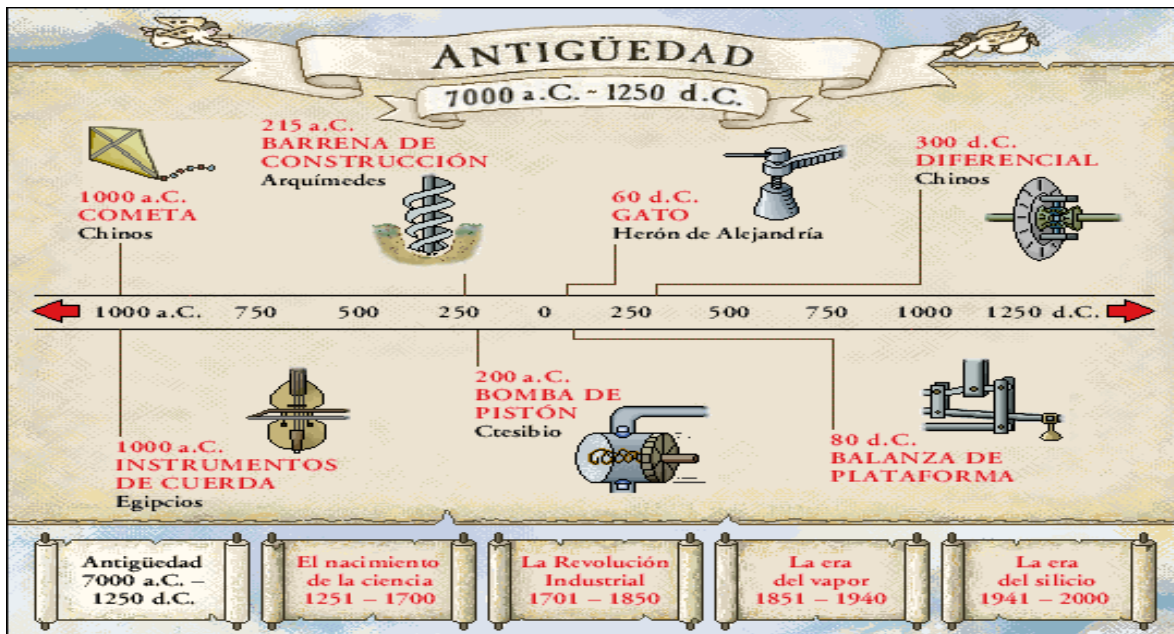 ANTIGÜEDAD
7000 a.C. - 1250 d.C.
1000 a.C.
COMETA
Chinos
215 a.C.
BARRENA DE
CONSTRUCCIÓN
Arquímedes
60 d.C.
GATO
Herón de Alejandría
300 d.C.
DIFERENCIAL
Chinos
1000 a.C. 750 500 250 0 250 500 750 1000 1250 d.C.
1000 a.C.
INSTRUMENTOS
DE CUERDA
Egipcios
200 a.C.
BOMBA DE
PISTÓN
Ctesibio
80 d.C.
BALANZA DE
PLATAFORMA
Antigüedad
7000 a.C. –
1250 d.C.
El nacimiento
de la ciencia
1251 – 1700
La Revolución
Industrial
1701 – 1850
La era
del vapor
1851 – 1940
La era
del silicio
1941 – 2000